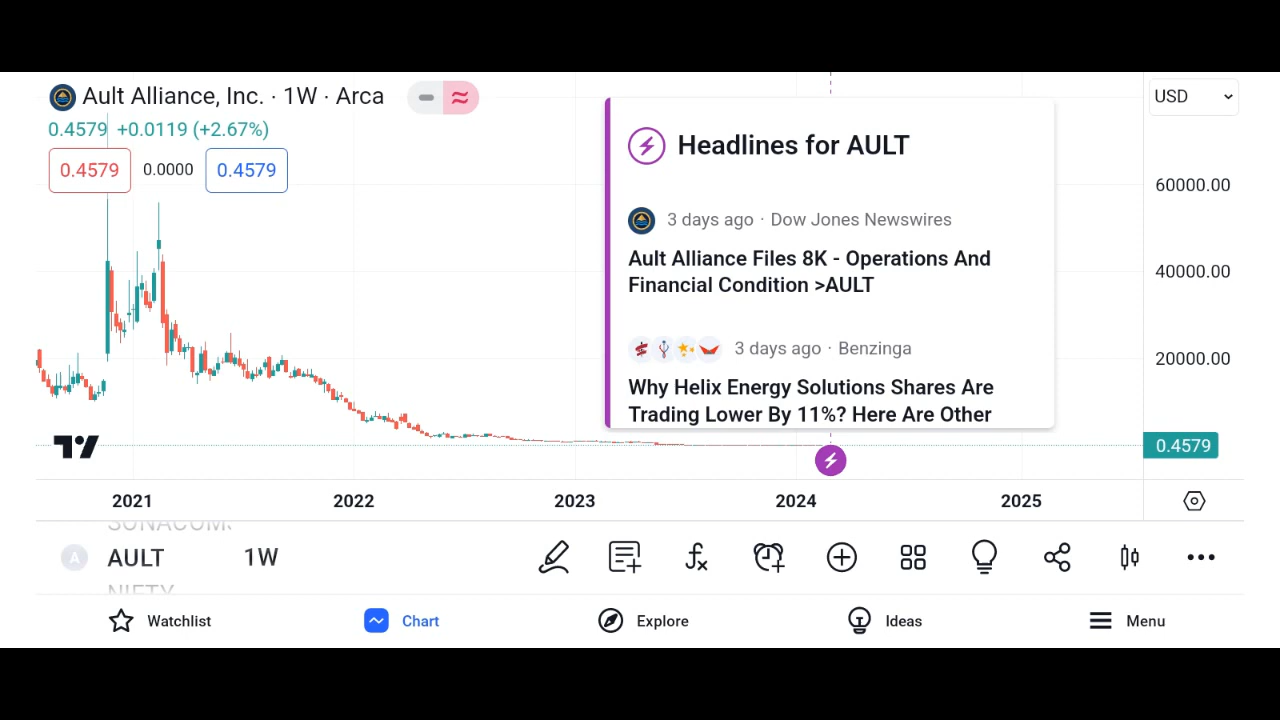 Ault Alliance, Inc. · 1W · Arca
USD
0.4579 +0.0119 (+2.67%)
0.4579 0.0000 0.4579
Headlines for AULT
3 days ago · Dow Jones Newswires
Ault Alliance Files 8K - Operations And
Financial Condition >AULT
3 days ago · Benzinga
Why Helix Energy Solutions Shares Are
Trading Lower By 11%? Here Are Other
60000.00
40000.00
20000.00
0.4579
2021 2022 2023 2024 2025
A AULT 1W
NIFTY
Watchlist Chart Explore Ideas Menu